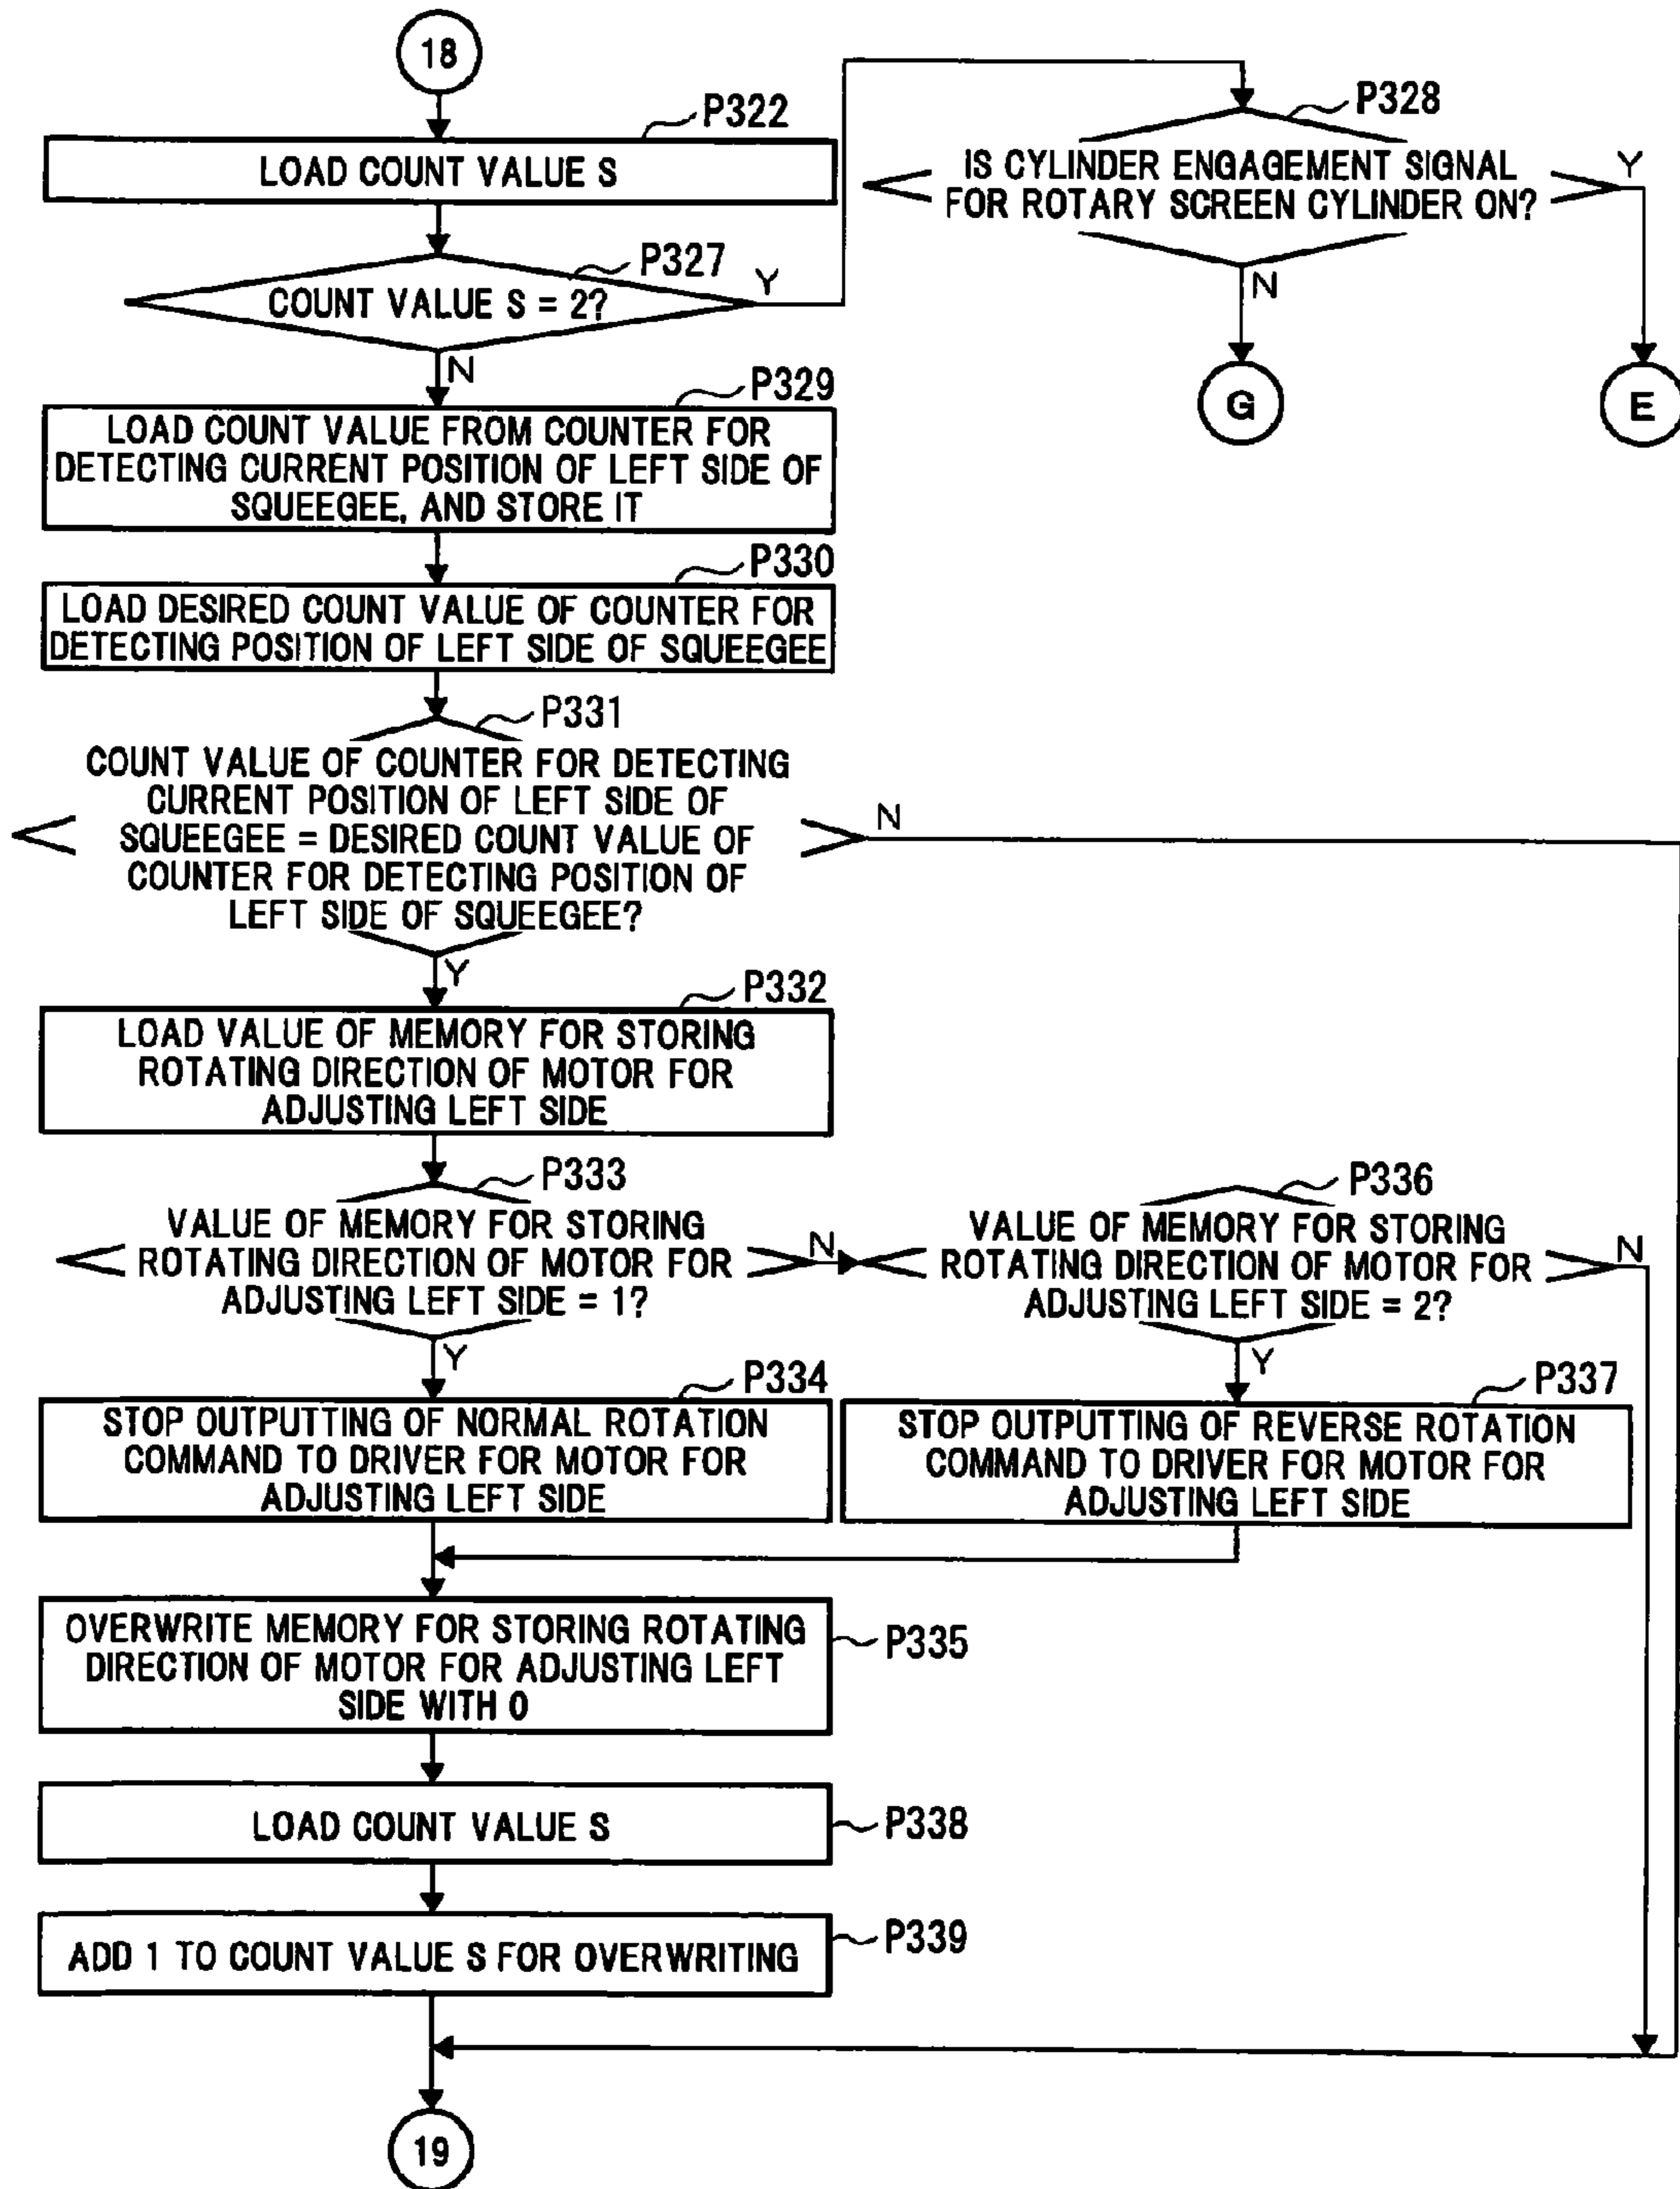 18
P322
LOAD COUNT VALUE S
P327
COUNT VALUE S = 2?
Y
N
P328
IS CYLINDER ENGAGEMENT SIGNAL
FOR ROTARY SCREEN CYLINDER ON?
Y
N
G
E
P329
LOAD COUNT VALUE FROM COUNTER FOR
DETECTING CURRENT POSITION OF LEFT SIDE OF
SQUEEGEE, AND STORE IT
P330
LOAD DESIRED COUNT VALUE OF COUNTER FOR
DETECTING POSITION OF LEFT SIDE OF SQUEEGEE
P331
COUNT VALUE OF COUNTER FOR DETECTING
CURRENT POSITION OF LEFT SIDE OF
SQUEEGEE = DESIRED COUNT VALUE OF
COUNTER FOR DETECTING POSITION OF
LEFT SIDE OF SQUEEGEE?
N
Y
P332
LOAD VALUE OF MEMORY FOR STORING
ROTATING DIRECTION OF MOTOR FOR
ADJUSTING LEFT SIDE
P333
VALUE OF MEMORY FOR STORING
ROTATING DIRECTION OF MOTOR FOR
ADJUSTING LEFT SIDE = 1?
N
Y
P336
VALUE OF MEMORY FOR STORING
ROTATING DIRECTION OF MOTOR FOR
ADJUSTING LEFT SIDE = 2?
N
Y
P334
STOP OUTPUTTING OF NORMAL ROTATION
COMMAND TO DRIVER FOR MOTOR FOR
ADJUSTING LEFT SIDE
P337
STOP OUTPUTTING OF REVERSE ROTATION
COMMAND TO DRIVER FOR MOTOR FOR
ADJUSTING LEFT SIDE
OVERWRITE MEMORY FOR STORING ROTATING
DIRECTION OF MOTOR FOR ADJUSTING LEFT
SIDE WITH 0
P335
LOAD COUNT VALUE S
P338
ADD 1 TO COUNT VALUE S FOR OVERWRITING
P339
19